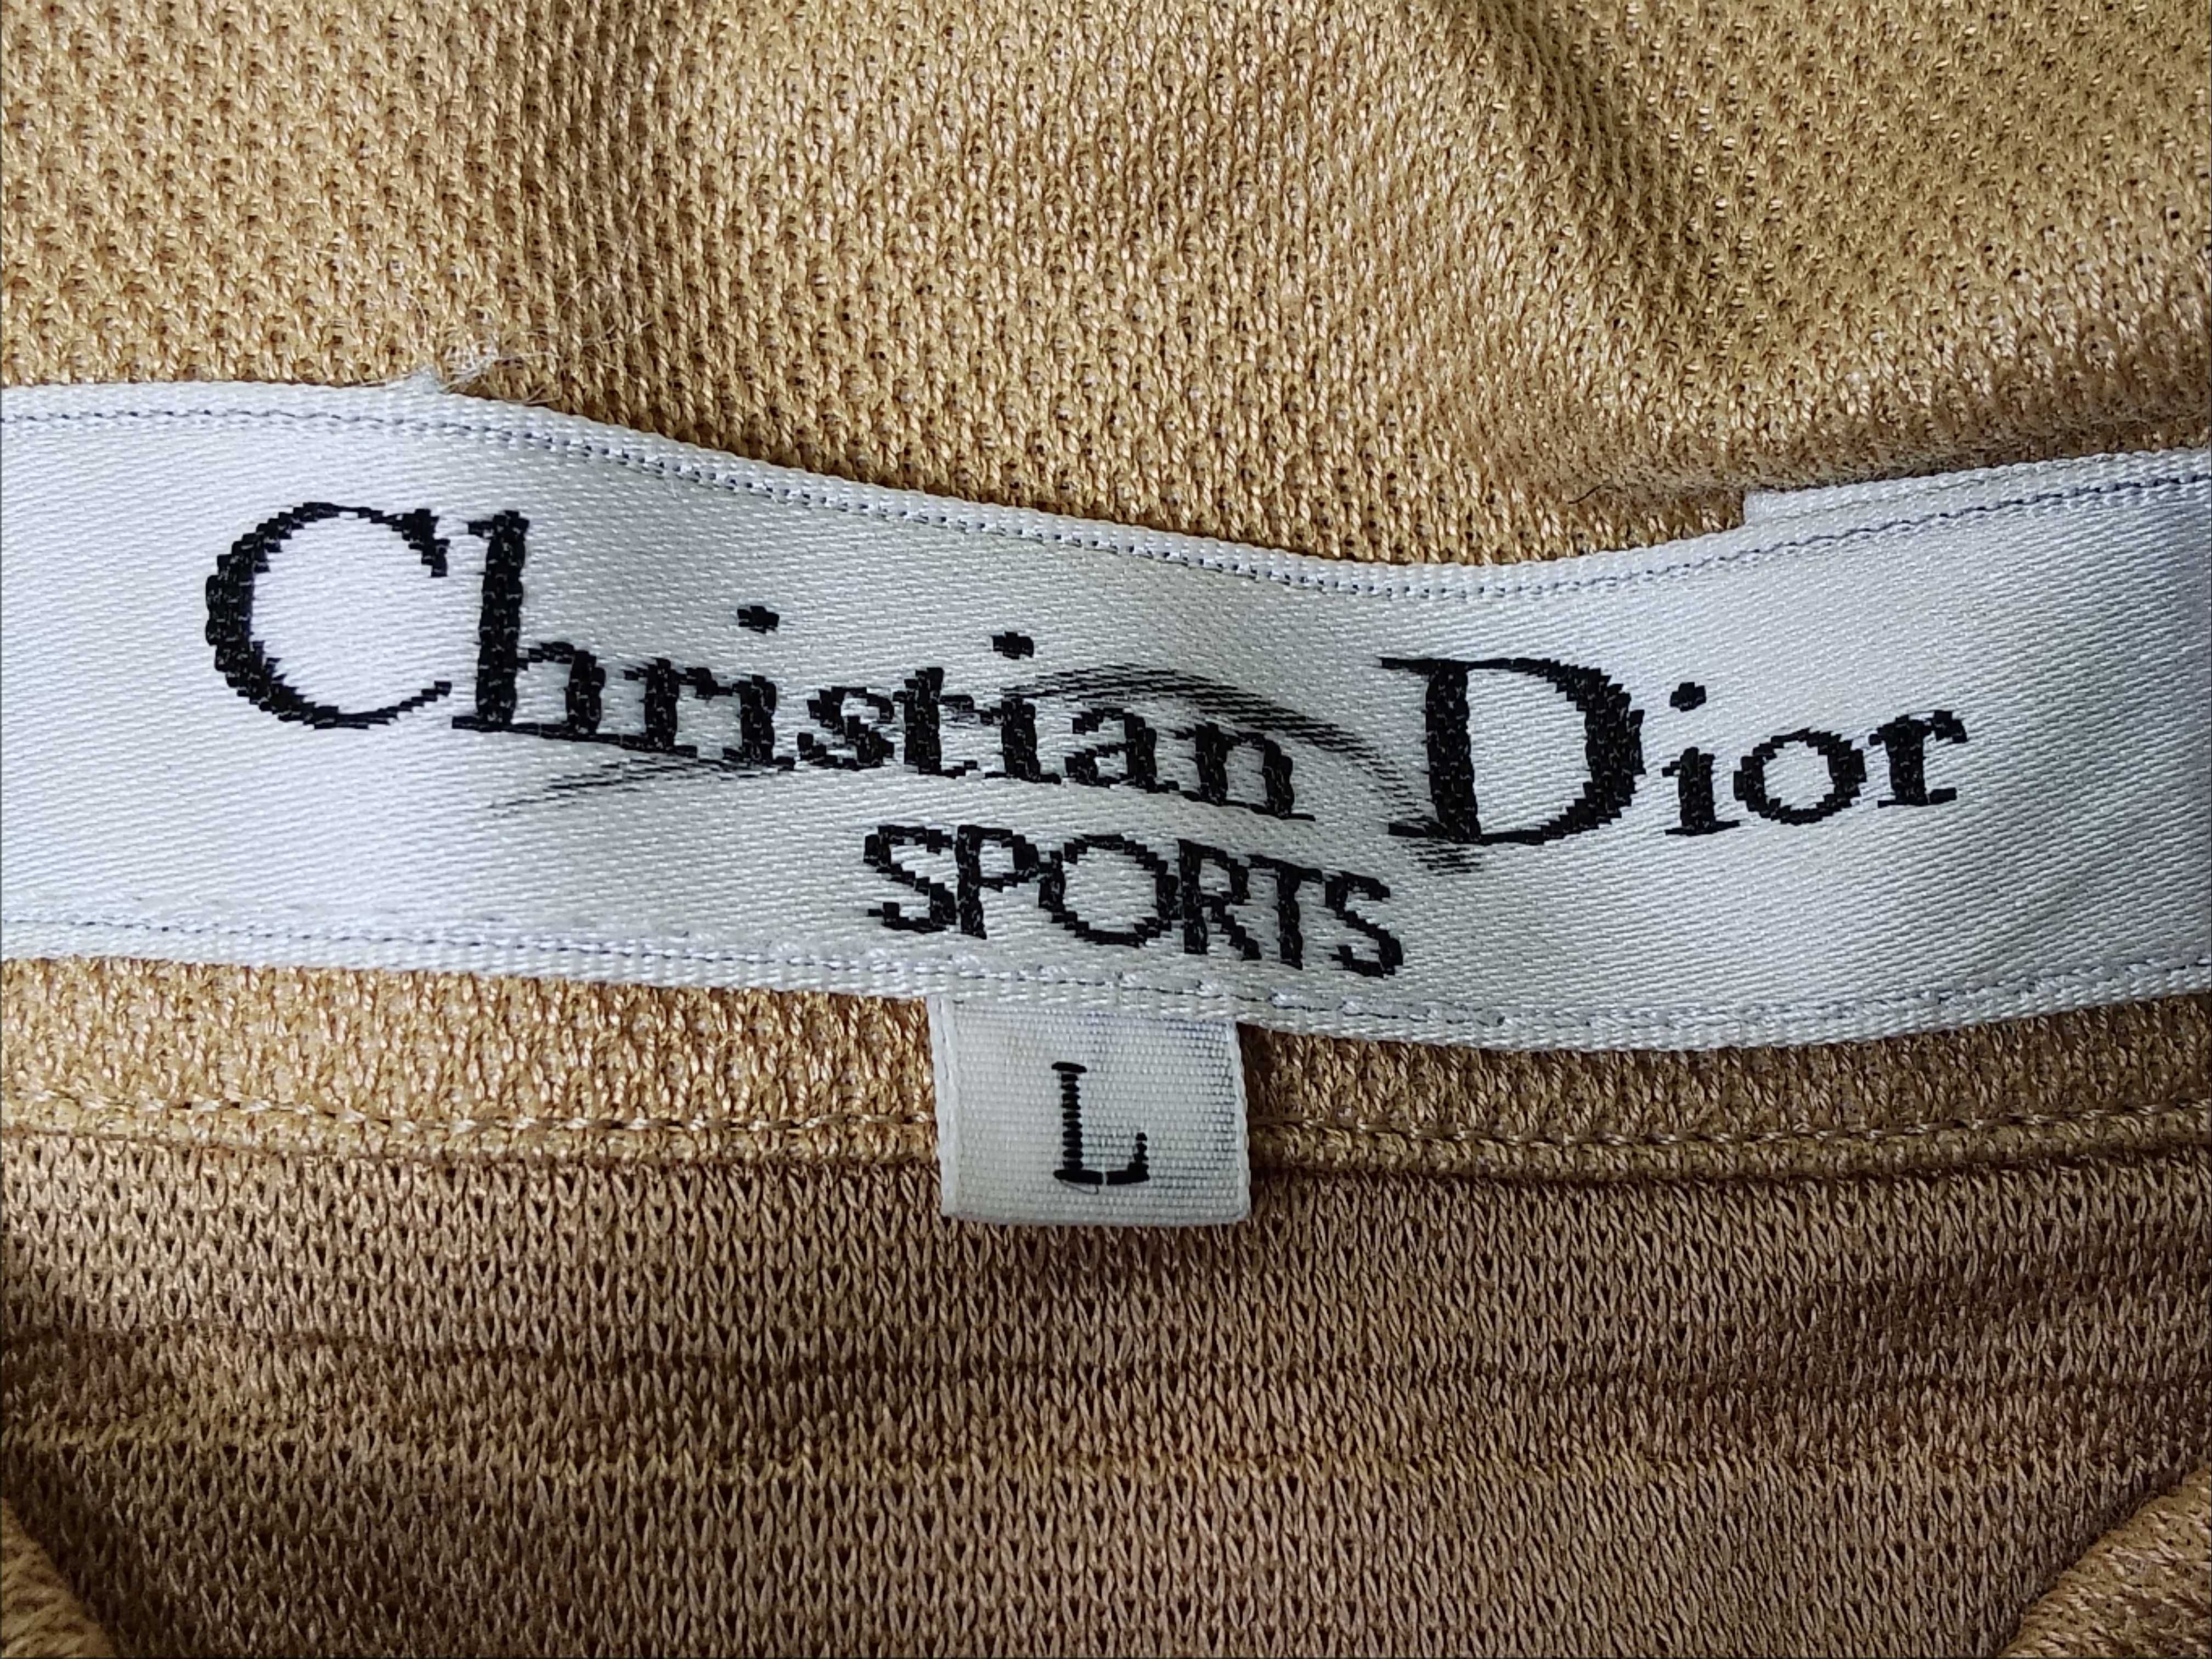 Christian Dior
SPORTS
L